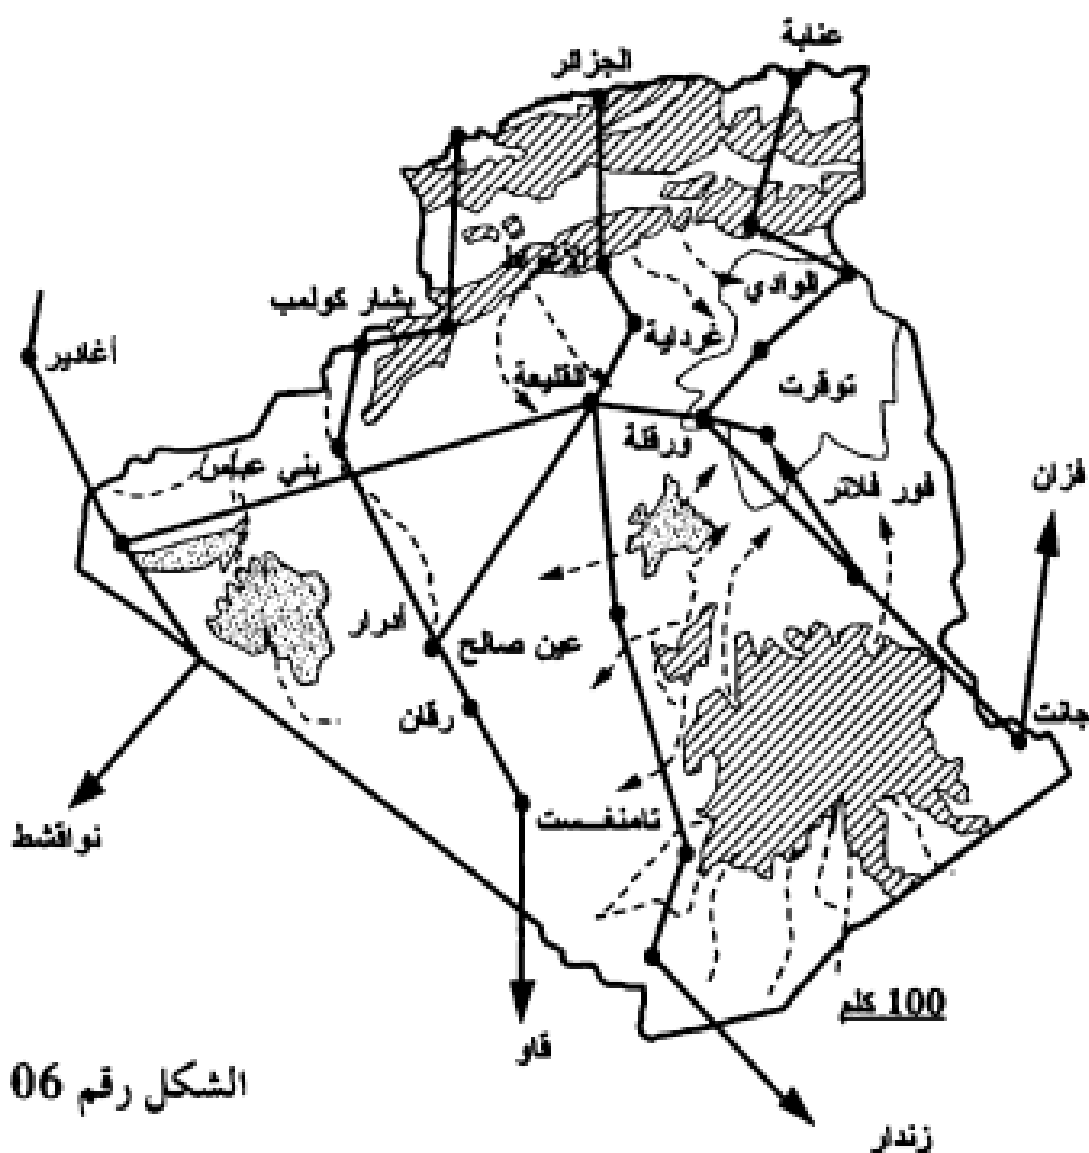 عنابة
الجزائر
الوادي
بشار كولمب
غرداية
أغادير
القليعة
توقرت
ورقلة
بني عباس
فور فلاتر
فزان
أدرار
عين صالح
رقان
جانت
تامنغست
نواقشط
100 كلم
قاو
الشكل رقم 06
زندار